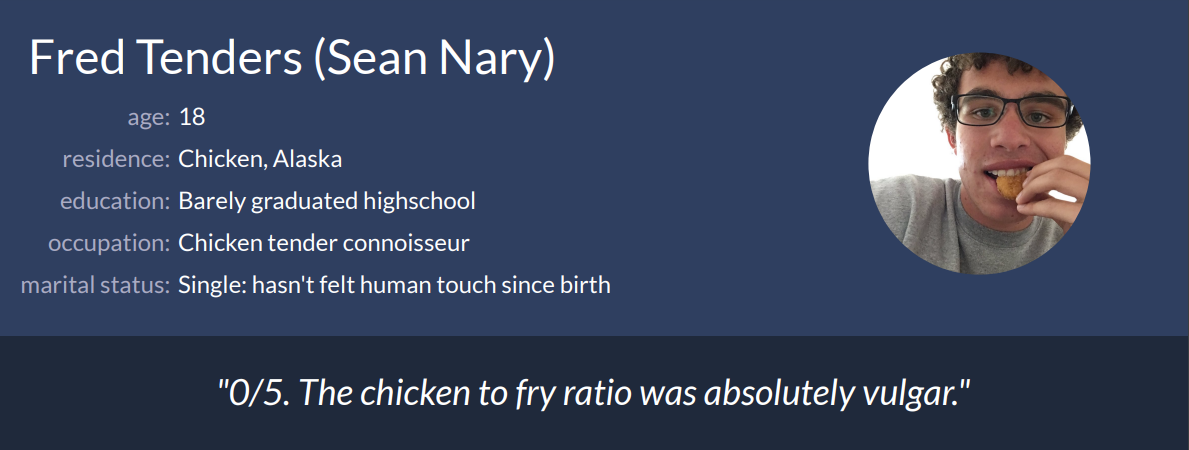 Fred Tenders (Sean Nary)
age: 18
residence: Chicken, Alaska
education: Barely graduated highschool
occupation: Chicken tender connoisseur
marital status: Single: hasn't felt human touch since birth
"0/5. The chicken to fry ratio was absolutely vulgar."